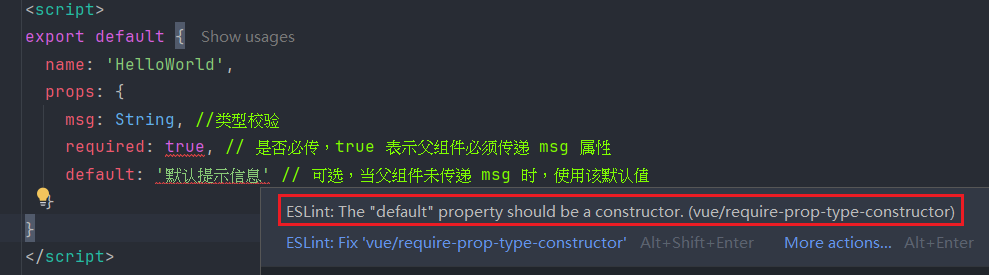 <script>
export default { Show usages
name: 'HelloWorld',
props: {
msg: String, //类型校验
required: true, // 是否必传，true 表示父组件必须传递 msg 属性
default: '默认提示信息' // 可选，当父组件未传递 msg 时，使用该默认值
}
ESLint: The "default" property should be a constructor. (vue/require-prop-type-constructor)
}
ESLint: Fix 'vue/require-prop-type-constructor' Alt+Shift+Enter More actions... Alt+Enter
</script>